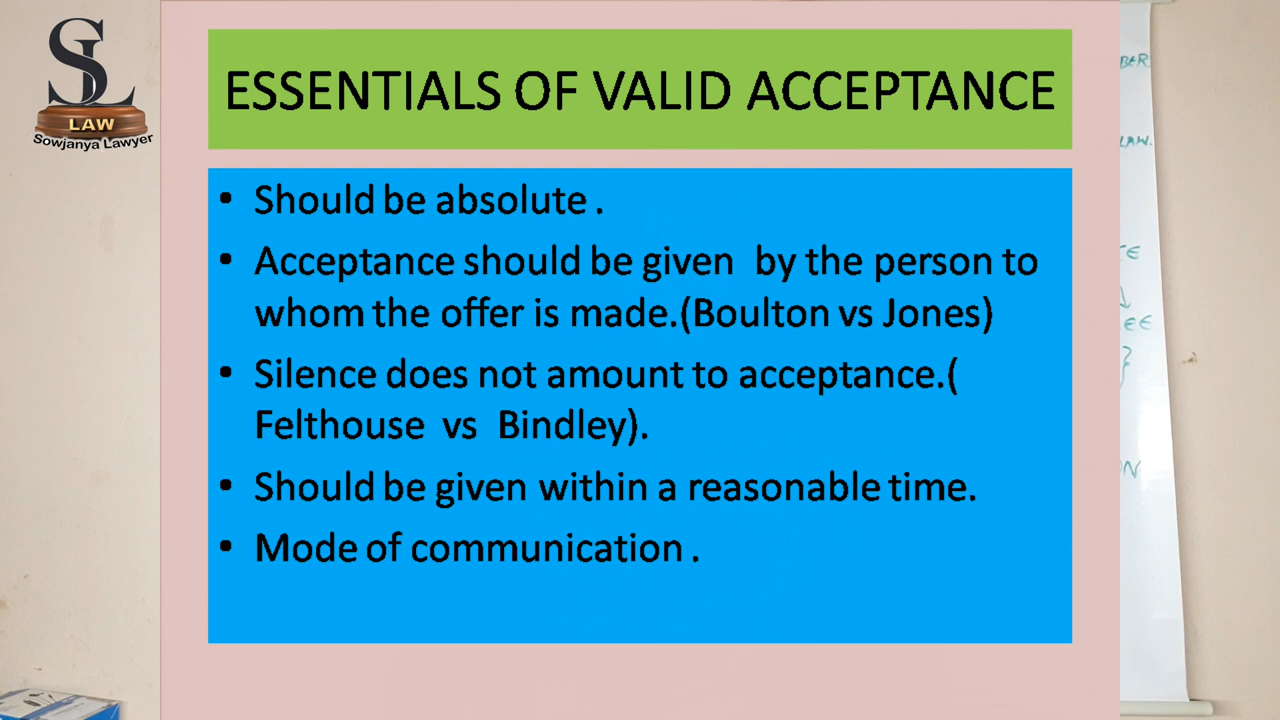 SL
LAW
Sowjanya Lawyer
ESSENTIALS OF VALID ACCEPTANCE
• Should be absolute .
• Acceptance should be given by the person to
whom the offer is made.(Boulton vs Jones)
• Silence does not amount to acceptance.(
Felthouse vs Bindley).
• Should be given within a reasonable time.
• Mode of communication .
LAW.